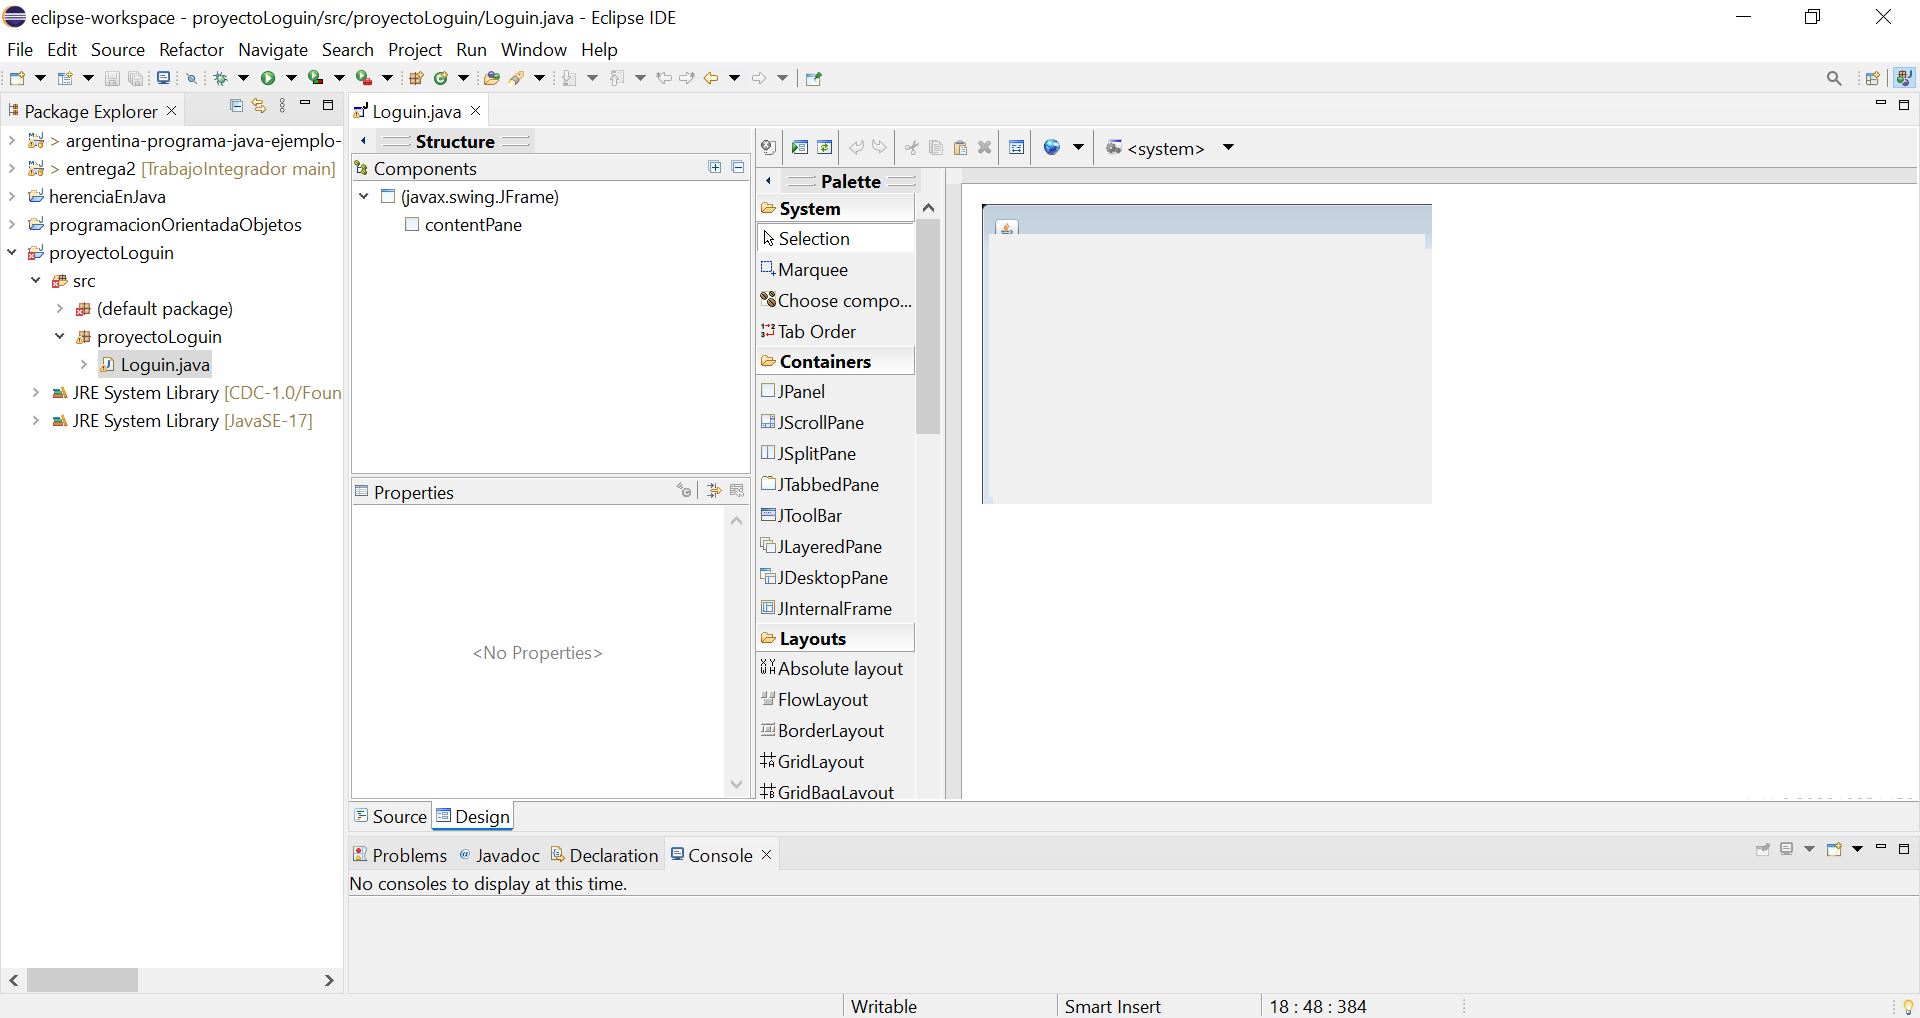 eclipse-workspace - proyectoLoguin/src/proyectoLoguin/Loguin.java - Eclipse IDE
File Edit Source Refactor Navigate Search Project Run Window Help
Package Explorer
> argentina-programa-java-ejemplo-
> entrega2 [TrabajoIntegrador main]
herenciaEnJava
programacionOrientadaObjetos
proyectoLoguin
src
(default package)
proyectoLoguin
Loguin.java
JRE System Library [CDC-1.0/Foun
JRE System Library [JavaSE-17]
Loguin.java
Structure
Components
(javax.swing.JFrame)
contentPane
Properties
<No Properties>
<system>
Palette
System
Selection
Marquee
Choose compo...
Tab Order
Containers
JPanel
JScrollPane
JSplitPane
JTabbedPane
JToolBar
JLayeredPane
JDesktopPane
JInternalFrame
Layouts
Absolute layout
FlowLayout
BorderLayout
GridLayout
GridBagLayout
Source Design
Problems Javadoc Declaration Console
No consoles to display at this time.
Writable Smart Insert 18 : 48 : 384